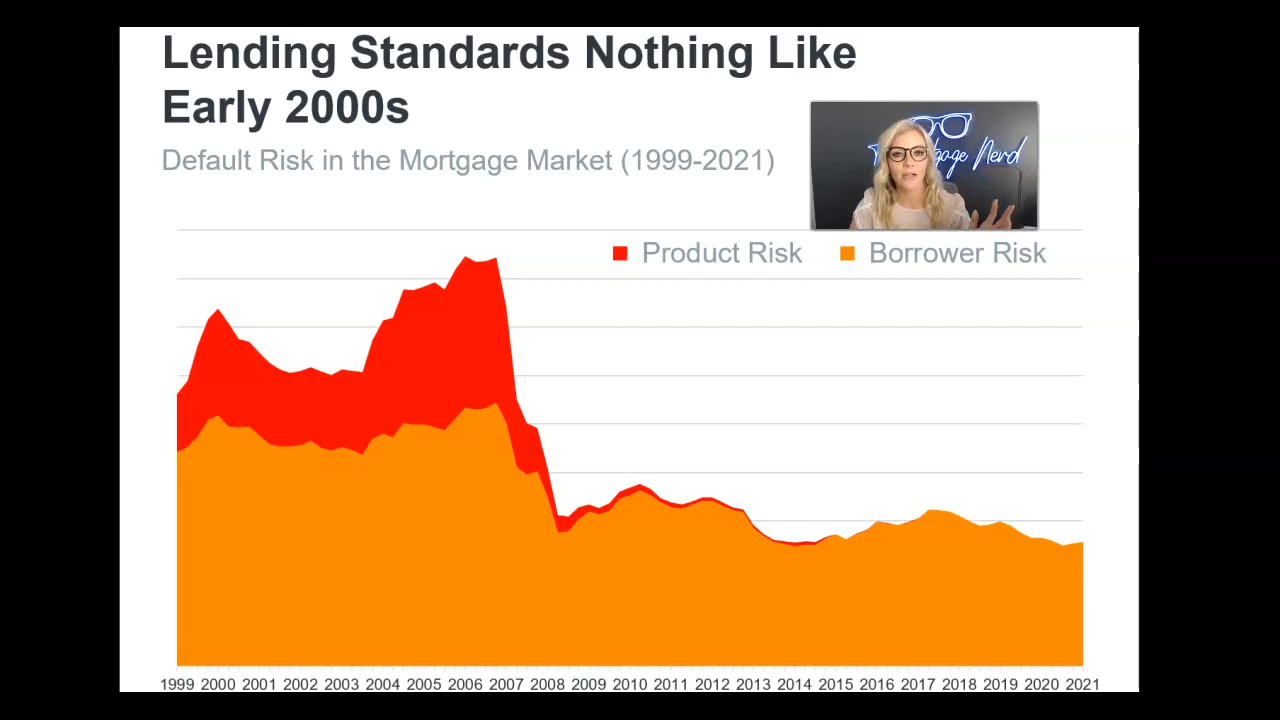 Lending Standards Nothing Like
Early 2000s
Default Risk in the Mortgage Market (1999-2021)
Nerd
Product Risk
Borrower Risk
1999 2000 2001 2002 2003 2004 2005 2006 2007 2008 2009 2010 2011 2012 2013 2014 2015 2016 2017 2018 2019 2020 2021